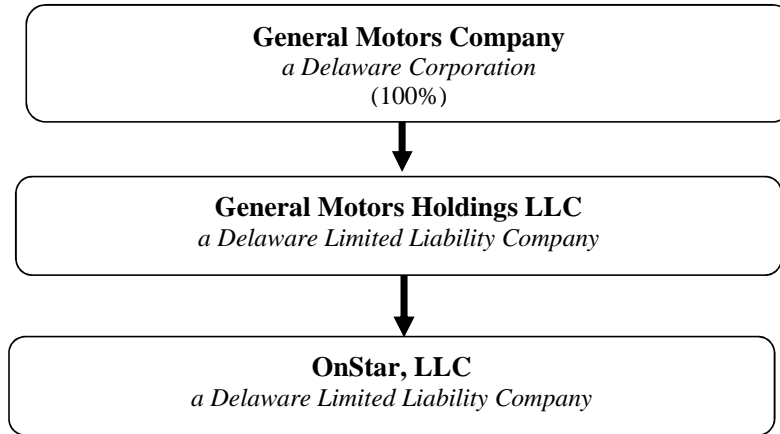 General Motors Company
a Delaware Corporation
(100%)
General Motors Holdings LLC
a Delaware Limited Liability Company
OnStar, LLC
a Delaware Limited Liability Company